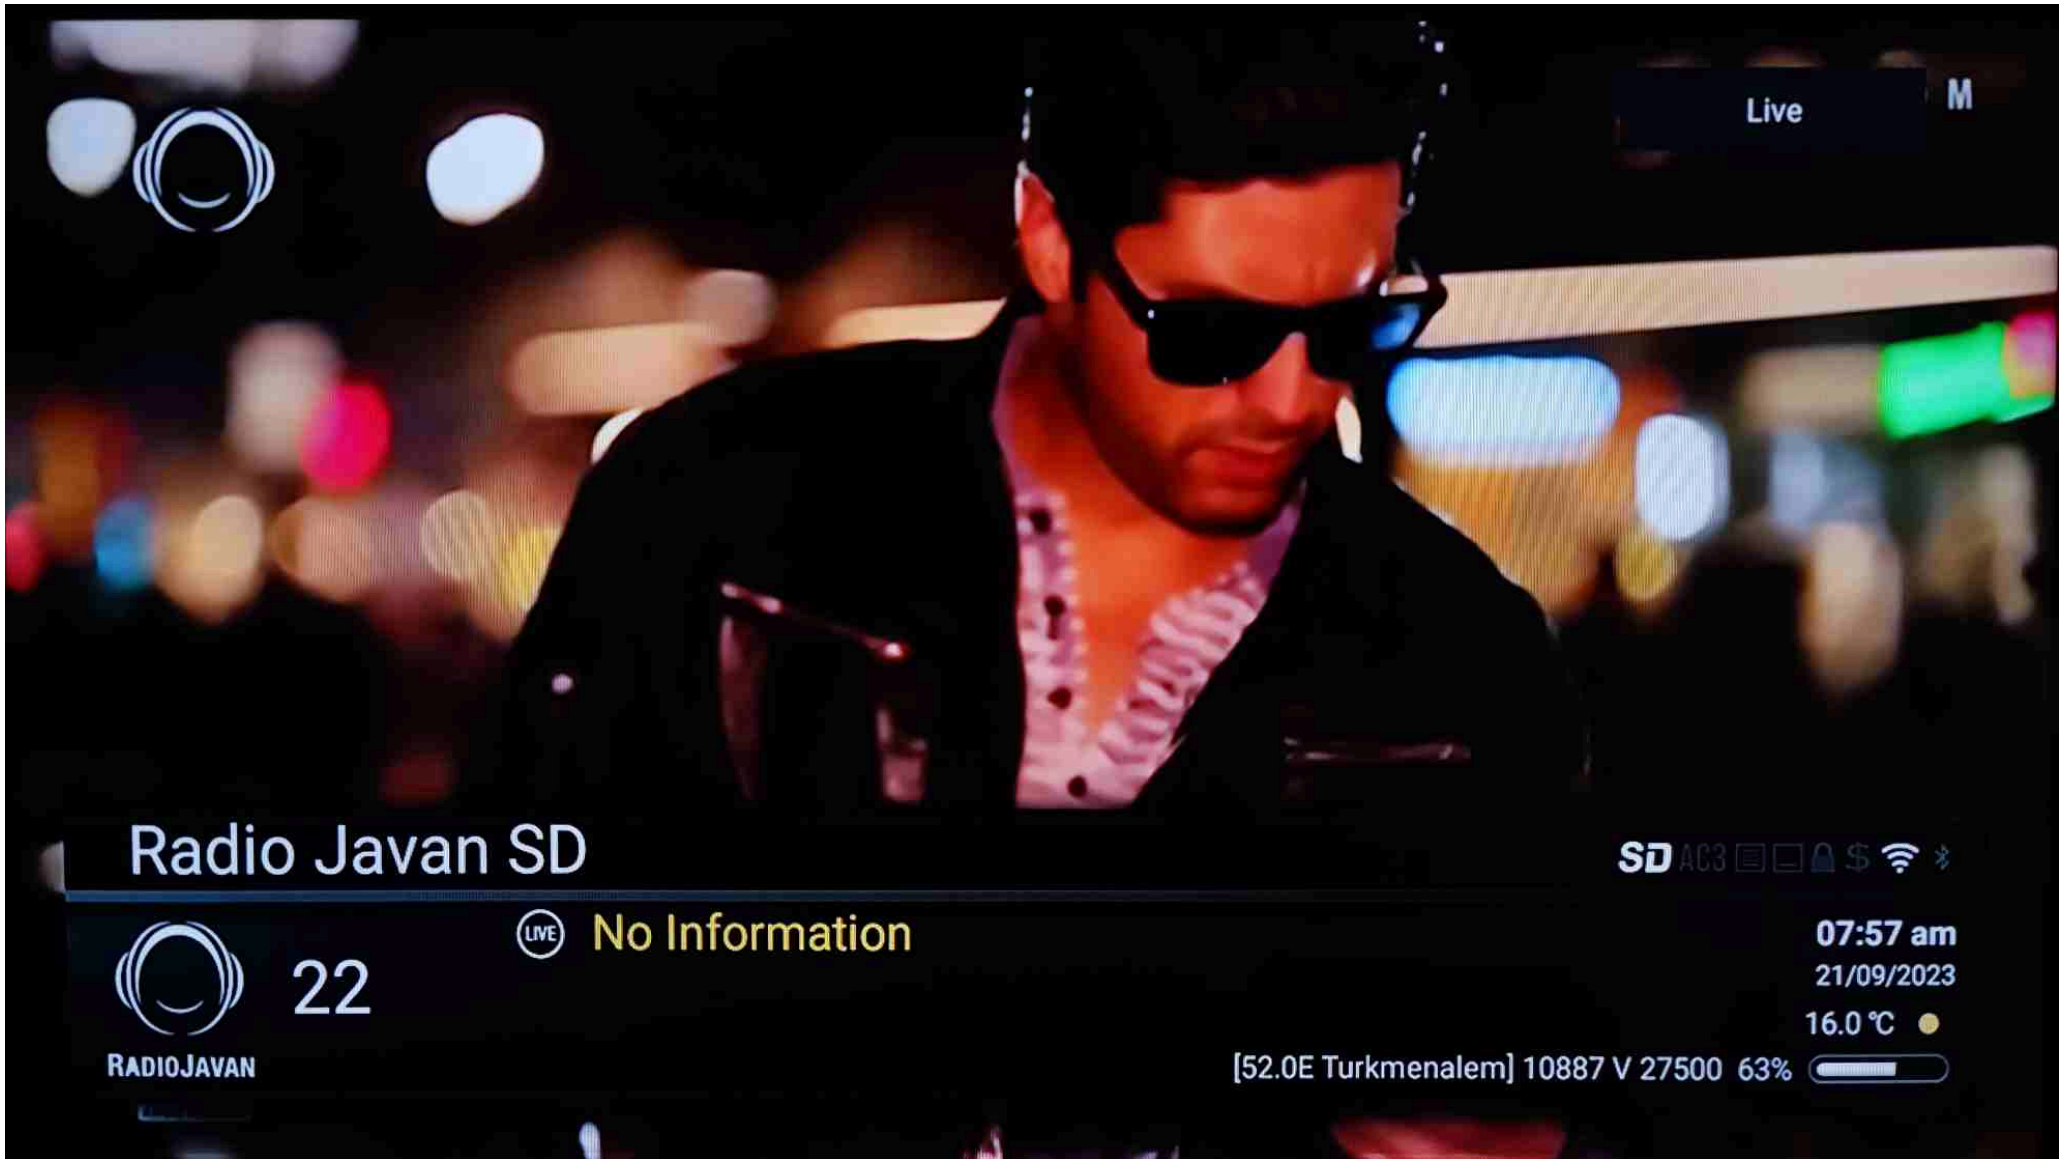 Live
M
Radio Javan SD
SD AC3 $
LIVE No Information
22
RADIOJAVAN
07:57 am
21/09/2023
16.0 °C
[52.0E Turkmenalem] 10887 V 27500 63%